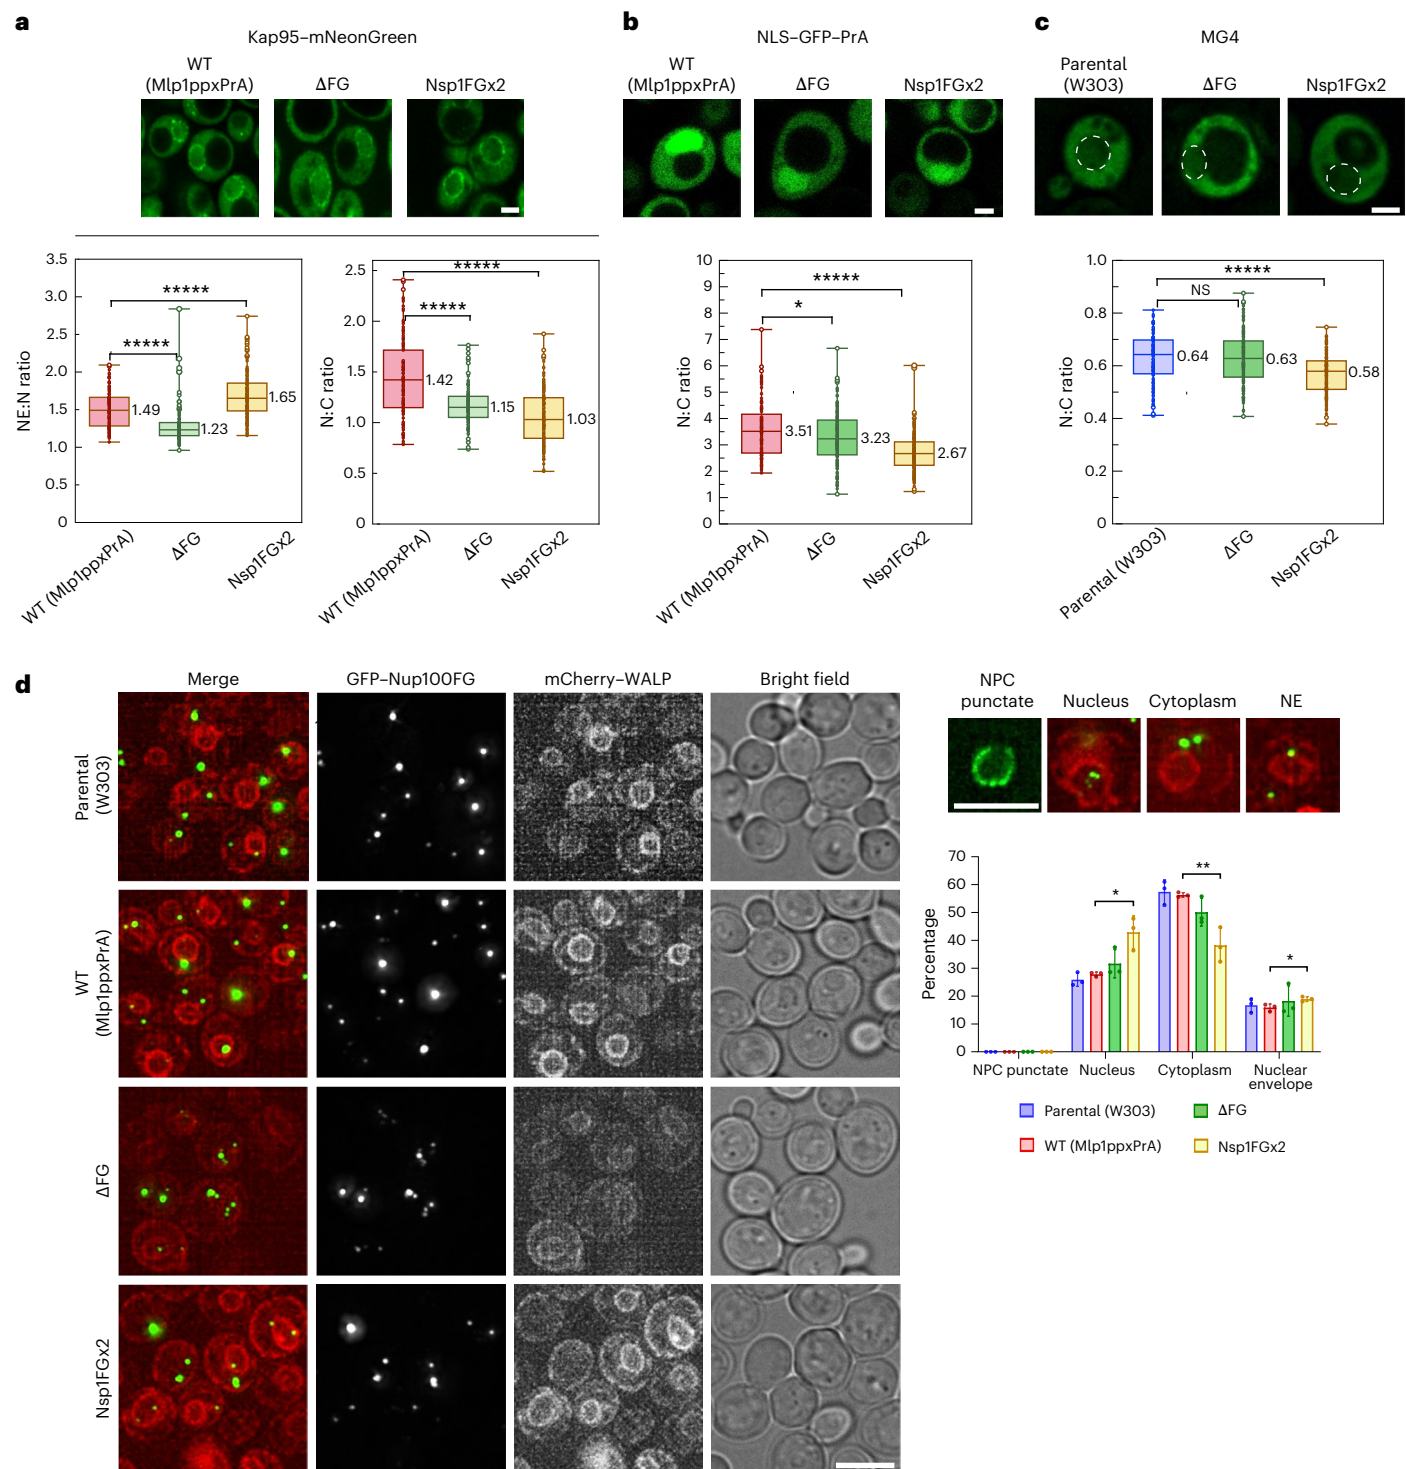 a
Kap95–mNeonGreen
WT
(Mlp1ppxPrA)
ΔFG
Nsp1FGx2
NE:N ratio
3.5
3.0
2.5
2.0
1.5
1.0
0.5
0
*****
*****
1.49
1.23
1.65
WT (Mlp1ppxPrA)
ΔFG
Nsp1FGx2
N:C ratio
2.5
2.0
1.5
1.0
0.5
0
*****
*****
1.42
1.15
1.03
WT (Mlp1ppxPrA)
ΔFG
Nsp1FGx2
b
NLS–GFP–PrA
WT
(Mlp1ppxPrA)
ΔFG
Nsp1FGx2
N:C ratio
10
9
8
7
6
5
4
3
2
1
0
*****
*
3.51
3.23
2.67
WT (Mlp1ppxPrA)
ΔFG
Nsp1FGx2
c
MG4
Parental
(W303)
ΔFG
Nsp1FGx2
N:C ratio
1.0
0.8
0.6
0.4
0.2
0
*****
NS
0.64
0.63
0.58
Parental (W303)
ΔFG
Nsp1FGx2
d
Merge
GFP–Nup100FG
mCherry–WALP
Bright field
Parental
(W303)
WT
(Mlp1ppxPrA)
ΔFG
Nsp1FGx2
NPC
punctate
Nucleus
Cytoplasm
NE
Percentage
70
60
50
40
30
20
10
0
*
**
*
NPC punctate
Nucleus
Cytoplasm
Nuclear
envelope
Parental (W303)
ΔFG
WT (Mlp1ppxPrA)
Nsp1FGx2